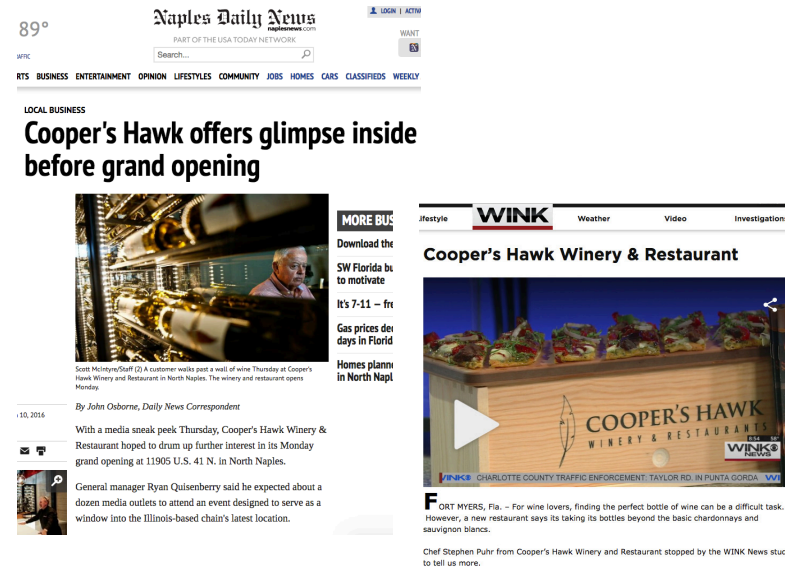 89°
Naples Daily News
naplesnews.com
PART OF THE USA TODAY NETWORK
LOGIN | ACTIV
WANT
Search...
AFFIC
RTS BUSINESS ENTERTAINMENT OPINION LIFESTYLES COMMUNITY JOBS HOMES CARS CLASSIFIEDS WEEKLY
LOCAL BUSINESS
Cooper's Hawk offers glimpse inside
before grand opening
MORE BUS
Download the
SW Florida bu
to motivate
It's 7-11 — fre
Gas prices dec
days in Florid
Homes planne
in North Napl
Scott McIntyre/Staff (2) A customer walks past a wall of wine Thursday at Cooper's
Hawk Winery and Restaurant in North Naples. The winery and restaurant opens
Monday.
By John Osborne, Daily News Correspondent
10, 2016
With a media sneak peek Thursday, Cooper's Hawk Winery &
Restaurant hoped to drum up further interest in its Monday
grand opening at 11905 U.S. 41 N. in North Naples.
General manager Ryan Quisenberry said he expected about a
dozen media outlets to attend an event designed to serve as a
window into the Illinois-based chain's latest location.
ifestyle WINK Weather Video Investigation
Cooper's Hawk Winery & Restaurant
COOPER'S HAWK
WINERY & RESTAURANTS
8:54 58°
WINK
NEWS
WINK CHARLOTTE COUNTY TRAFFIC ENFORCEMENT: TAYLOR RD. IN PUNTA GORDA WI
FORT MYERS, Fla. – For wine lovers, finding the perfect bottle of wine can be a difficult task.
However, a new restaurant says its taking its bottles beyond the basic chardonnays and
sauvignon blancs.
Chef Stephen Puhr from Cooper's Hawk Winery and Restaurant stopped by the WINK News stud
to tell us more.